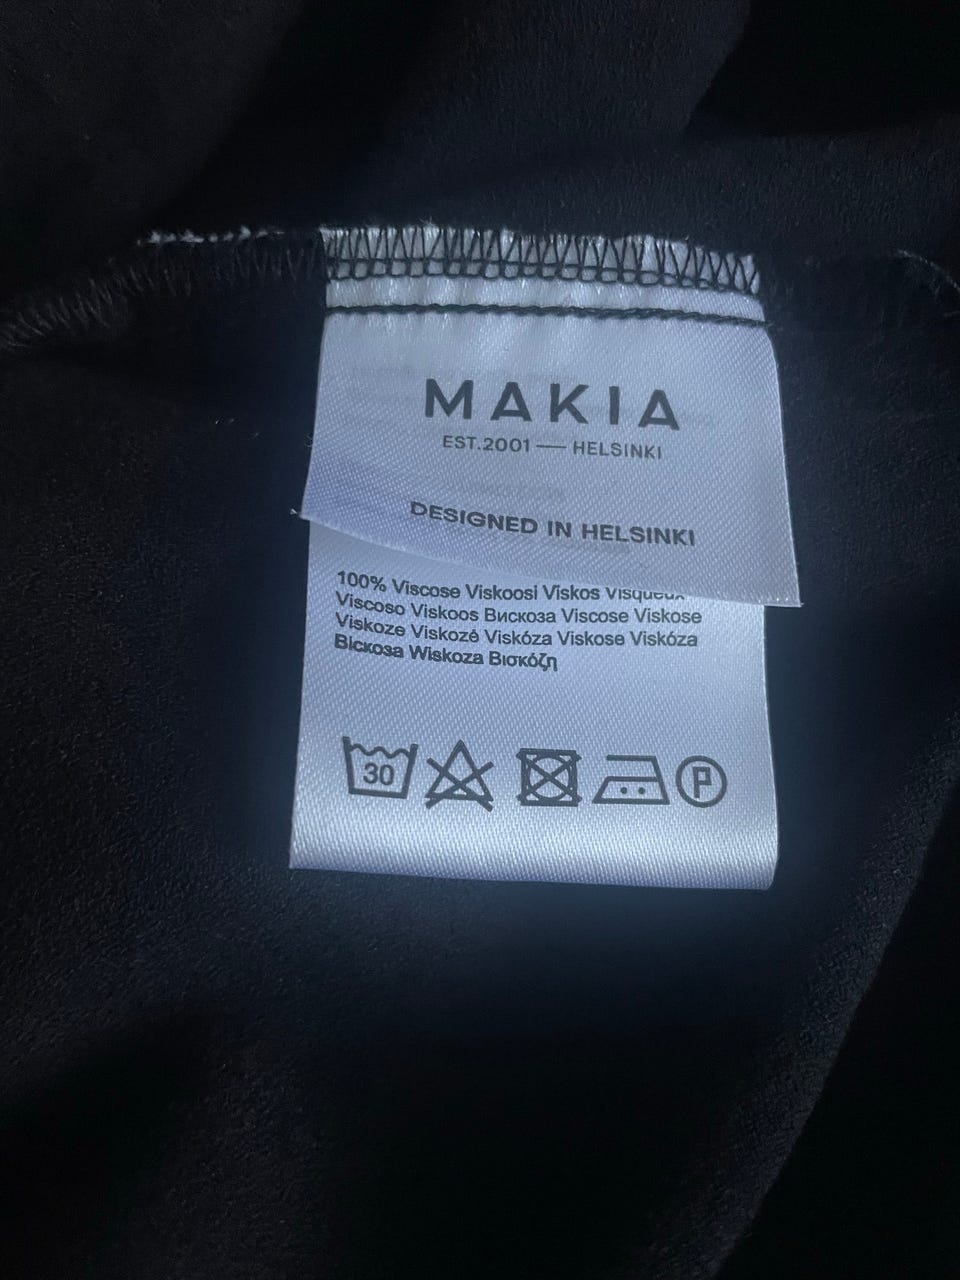 MAKIA
EST.2001 — HELSINKI
DESIGNED IN HELSINKI
100% Viscose Viskoosi Viskos Visqueux
Viscoso Viskoos Вискоза Viscose Viskose
Viskoze Viskozė Viskóza Viskose Viskóza
Віскоза Wiskoza Βισκόζη
30
P